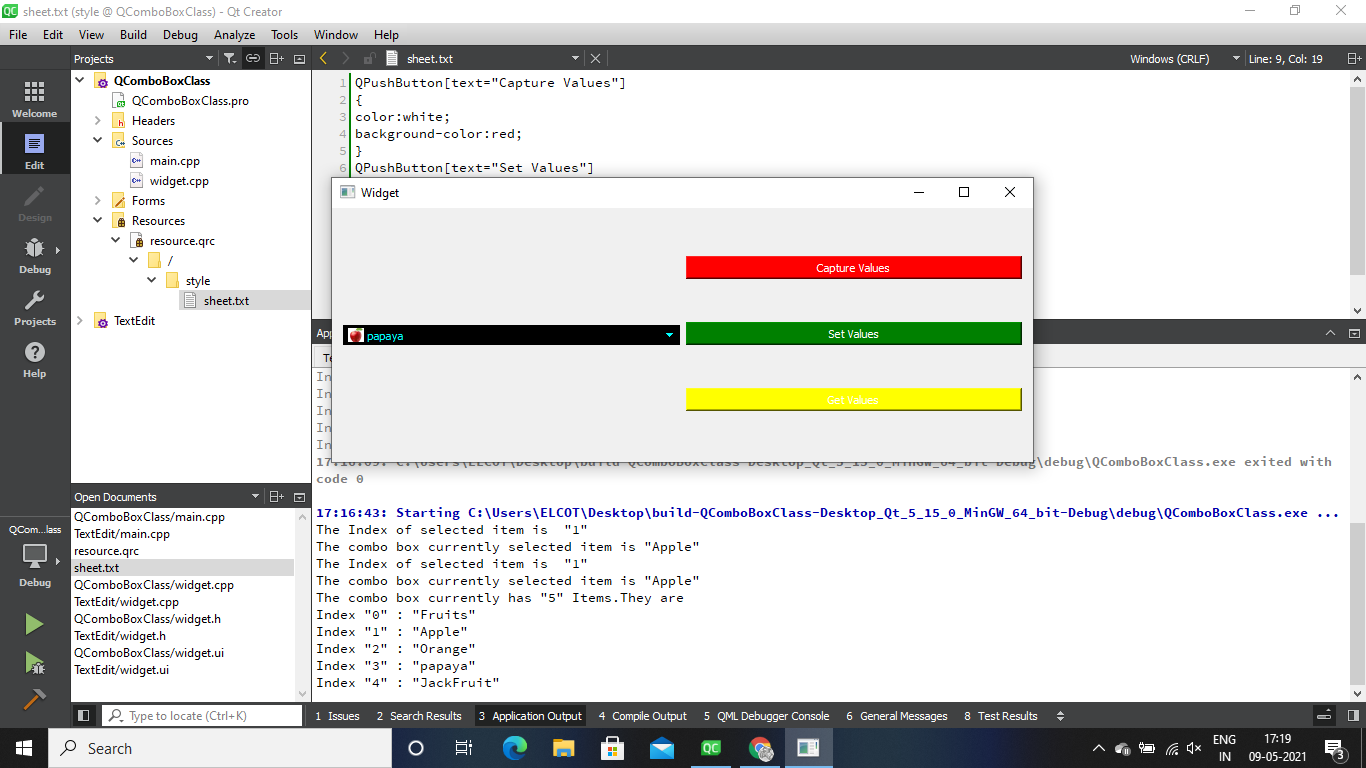 QC sheet.txt (style @ QComboBoxClass) - Qt Creator
File Edit View Build Debug Analyze Tools Window Help
Projects
sheet.txt
Windows (CRLF)
Line: 9, Col: 19
Welcome
Edit
Design
Debug
Projects
Help
QCom...lass
Debug
QComboBoxClass
QComboBoxClass.pro
Headers
Sources
main.cpp
widget.cpp
Forms
Resources
resource.qrc
/
style
sheet.txt
TextEdit
Open Documents
QComboBoxClass/main.cpp
TextEdit/main.cpp
resource.qrc
sheet.txt
QComboBoxClass/widget.cpp
TextEdit/widget.cpp
QComboBoxClass/widget.h
TextEdit/widget.h
QComboBoxClass/widget.ui
TextEdit/widget.ui
1 QPushButton[text="Capture Values"]
2 {
3 color:white;
4 background-color:red;
5 }
6 QPushButton[text="Set Values"]
Widget
Capture Values
papaya
Set Values
Get Values
App
Te
In
In
In
In
In
17:16:09: C:\Users\ELCOT\Desktop\build-QComboBoxClass-Desktop_Qt_5_15_0_MinGW_64_bit-Debug\debug\QComboBoxClass.exe exited with
code 0
17:16:43: Starting C:\Users\ELCOT\Desktop\build-QComboBoxClass-Desktop_Qt_5_15_0_MinGW_64_bit-Debug\debug\QComboBoxClass.exe ...
The Index of selected item is  "1"
The combo box currently selected item is "Apple"
The Index of selected item is  "1"
The combo box currently selected item is "Apple"
The combo box currently has "5" Items.They are
Index "0" : "Fruits"
Index "1" : "Apple"
Index "2" : "Orange"
Index "3" : "papaya"
Index "4" : "JackFruit"
Type to locate (Ctrl+K)
1 Issues 2 Search Results 3 Application Output 4 Compile Output 5 QML Debugger Console 6 General Messages 8 Test Results
Search
QC
ENG
IN
17:19
09-05-2021
3